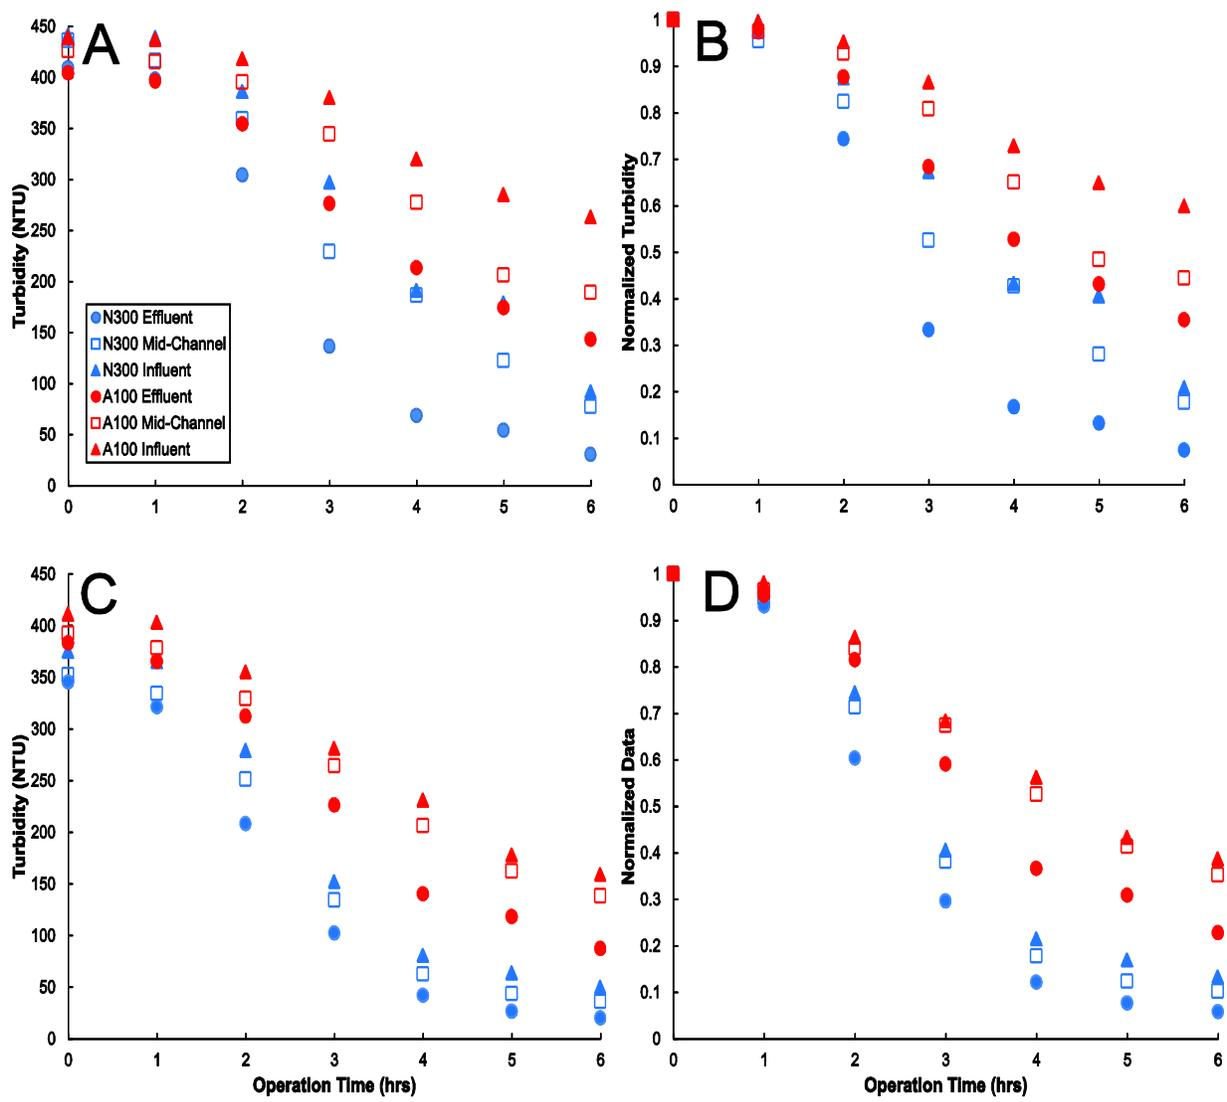 A
450
400
350
300
250
200
150
100
50
0
Turbidity (NTU)
N300 Effluent
N300 Mid-Channel
N300 Influent
A100 Effluent
A100 Mid-Channel
A100 Influent
0 1 2 3 4 5 6
B
1
0.9
0.8
0.7
0.6
0.5
0.4
0.3
0.2
0.1
0
Normalized Turbidity
0 1 2 3 4 5 6
C
450
400
350
300
250
200
150
100
50
0
Turbidity (NTU)
0 1 2 3 4 5 6
Operation Time (hrs)
D
1
0.9
0.8
0.7
0.6
0.5
0.4
0.3
0.2
0.1
0
Normalized Data
0 1 2 3 4 5 6
Operation Time (hrs)